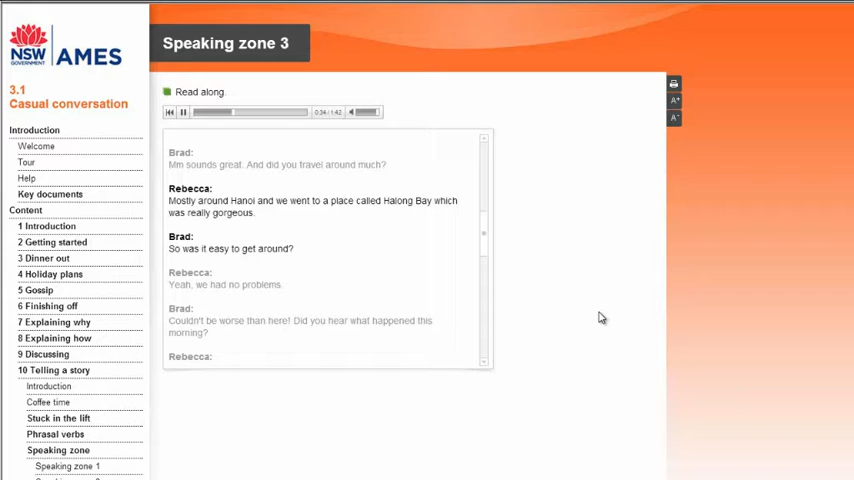 NSW
GOVERNMENT
AMES
Speaking zone 3
3.1
Casual conversation
Introduction
Welcome
Tour
Help
Key documents
Content
1 Introduction
2 Getting started
3 Dinner out
4 Holiday plans
5 Gossip
6 Finishing off
7 Explaining why
8 Explaining how
9 Discussing
10 Telling a story
Introduction
Coffee time
Stuck in the lift
Phrasal verbs
Speaking zone
Speaking zone 1
Read along.
0:34 / 1:42
Brad:
Mm sounds great. And did you travel around much?
Rebecca:
Mostly around Hanoi and we went to a place called Halong Bay which
was really gorgeous.
Brad:
So was it easy to get around?
Rebecca:
Yeah, we had no problems.
Brad:
Couldn't be worse than here! Did you hear what happened this
morning?
Rebecca:
A+
A-